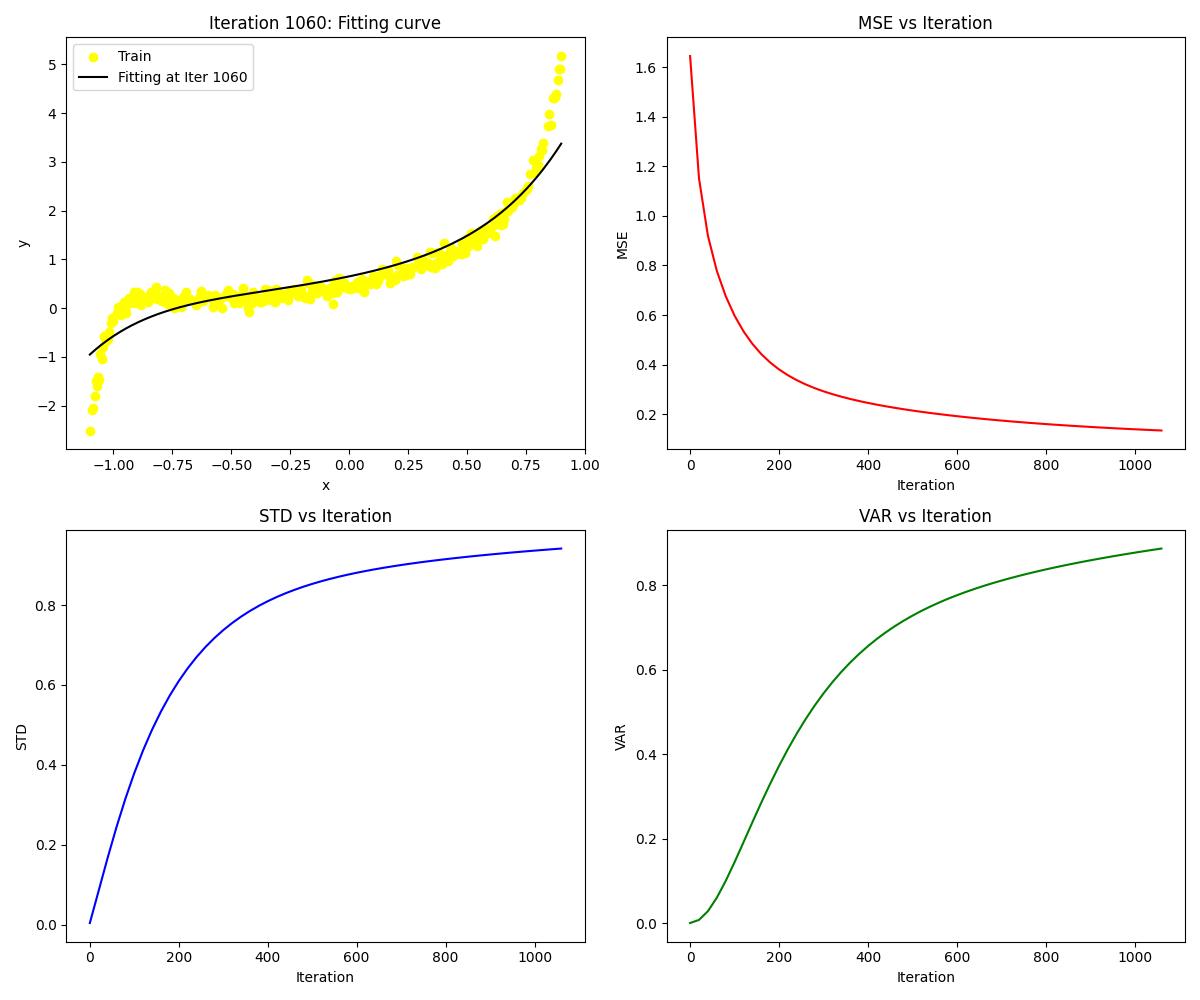 Iteration 1060: Fitting curve
Train
Fitting at Iter 1060
y
5
4
3
2
1
0
−1
−2
−1.00 −0.75 −0.50 −0.25 0.00 0.25 0.50 0.75 1.00
x
MSE vs Iteration
MSE
1.6
1.4
1.2
1.0
0.8
0.6
0.4
0.2
0 200 400 600 800 1000
Iteration
STD vs Iteration
STD
0.8
0.6
0.4
0.2
0.0
0 200 400 600 800 1000
Iteration
VAR vs Iteration
VAR
0.8
0.6
0.4
0.2
0.0
0 200 400 600 800 1000
Iteration